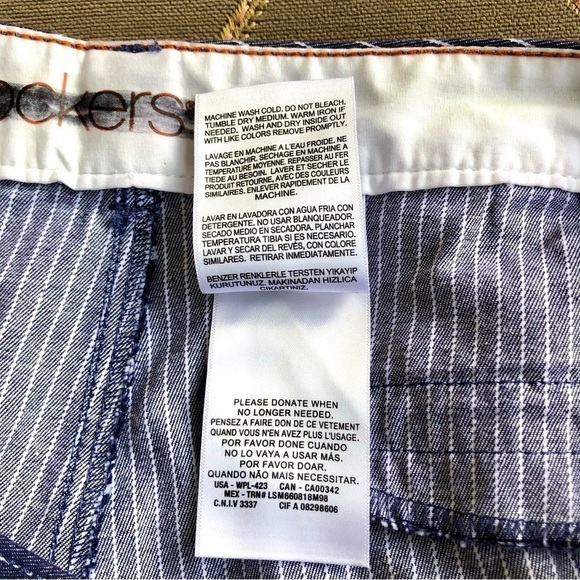 ockers
MACHINE WASH COLD. DO NOT BLEACH.
TUMBLE DRY MEDIUM. WARM IRON IF
NEEDED. WASH AND DRY INSIDE OUT
WITH LIKE COLORS REMOVE PROMPTLY.
LAVAGE EN MACHINE A L'EAU FROIDE. NE
PAS BLANCHIR. SECHAGE EN MACHINE A
TEMPERATURE MOYENNE. REPASSER AU FER
TIEDE AU BESOIN. LAVER ET SECHER LE
PRODUIT RETOURNE, AVEC DES COULEURS
SIMILAIRES. ENLEVER RAPIDEMENT DE LA
MACHINE.
LAVAR EN LAVADORA CON AGUA FRIA CON
DETERGENTE. NO USAR BLANQUEADOR.
SECADO MEDIO EN SECADORA. PLANCHAR
TEMPERATURA TIBIA SI ES NECESARIO.
LAVAR Y SECAR DEL REVÉS, CON COLORE
SIMILARES. RETIRAR INMEDIATAMENTE.
BENZER RENKLERLE TERSTEN YIKAYIP
KURUTUNUZ. MAKINADAN HIZLICA
ÇIKARTINIZ.
PLEASE DONATE WHEN
NO LONGER NEEDED.
PENSEZ A FAIRE DON DE CE VETEMENT
QUAND VOUS N'EN AVEZ PLUS L'USAGE.
POR FAVOR DONE CUANDO
NO LO VAYA A USAR MÁS.
POR FAVOR DOAR.
QUANDO NÃO MAIS NECESSITAR.
USA - WPL-423 CAN - CA00342
MEX - TRN# LSM660818M98
C.N.I.V 3337 CIF A 08298606